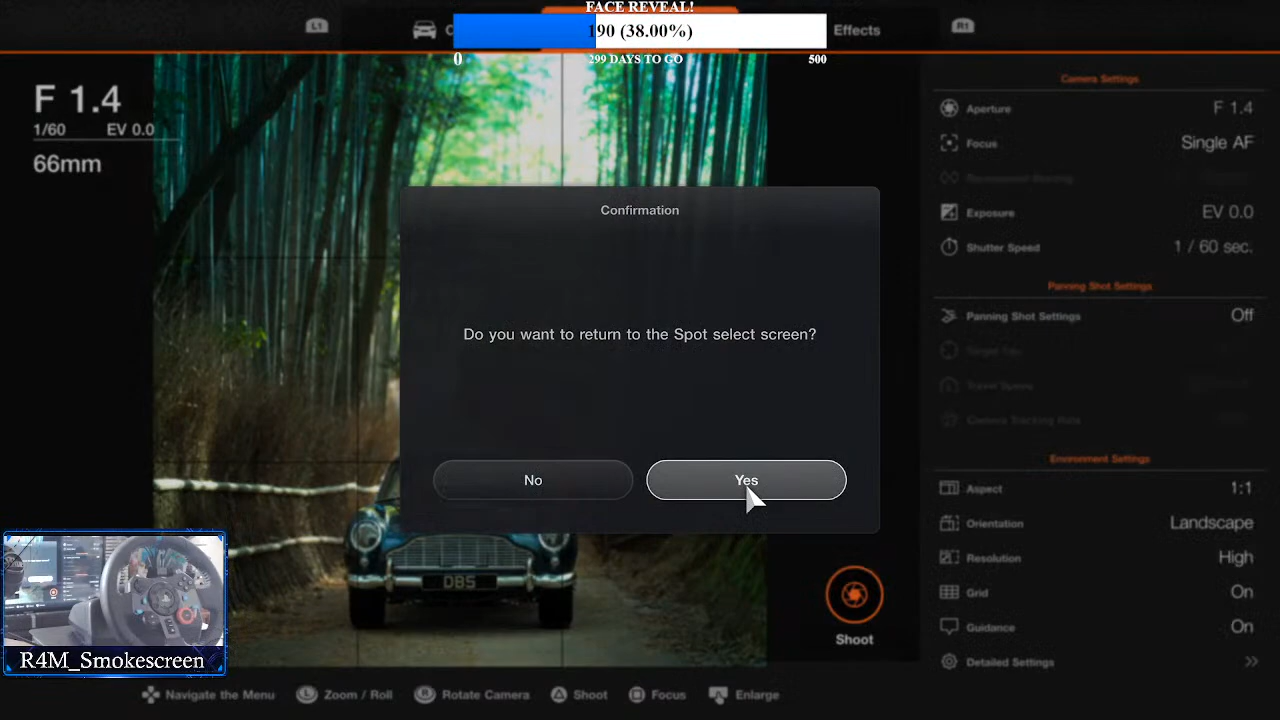 FACE REVEAL!
190 (38.00%)
0
299 DAYS TO GO
500
L1
Effects
R1
F 1.4
1/60 EV 0.0
66mm
Camera Settings
Aperture F 1.4
Focus Single AF
Exposure EV 0.0
Shutter Speed 1 / 60 sec.
Panning Shot Settings
Panning Shot Settings Off
Environment Settings
Aspect 1:1
Orientation Landscape
Resolution High
Grid On
Guidance On
Detailed Settings
Confirmation
Do you want to return to the Spot select screen?
No
Yes
DB5
Shoot
R4M_Smokescreen
Navigate the Menu
L Zoom / Roll
R Rotate Camera
Shoot
Focus
Enlarge